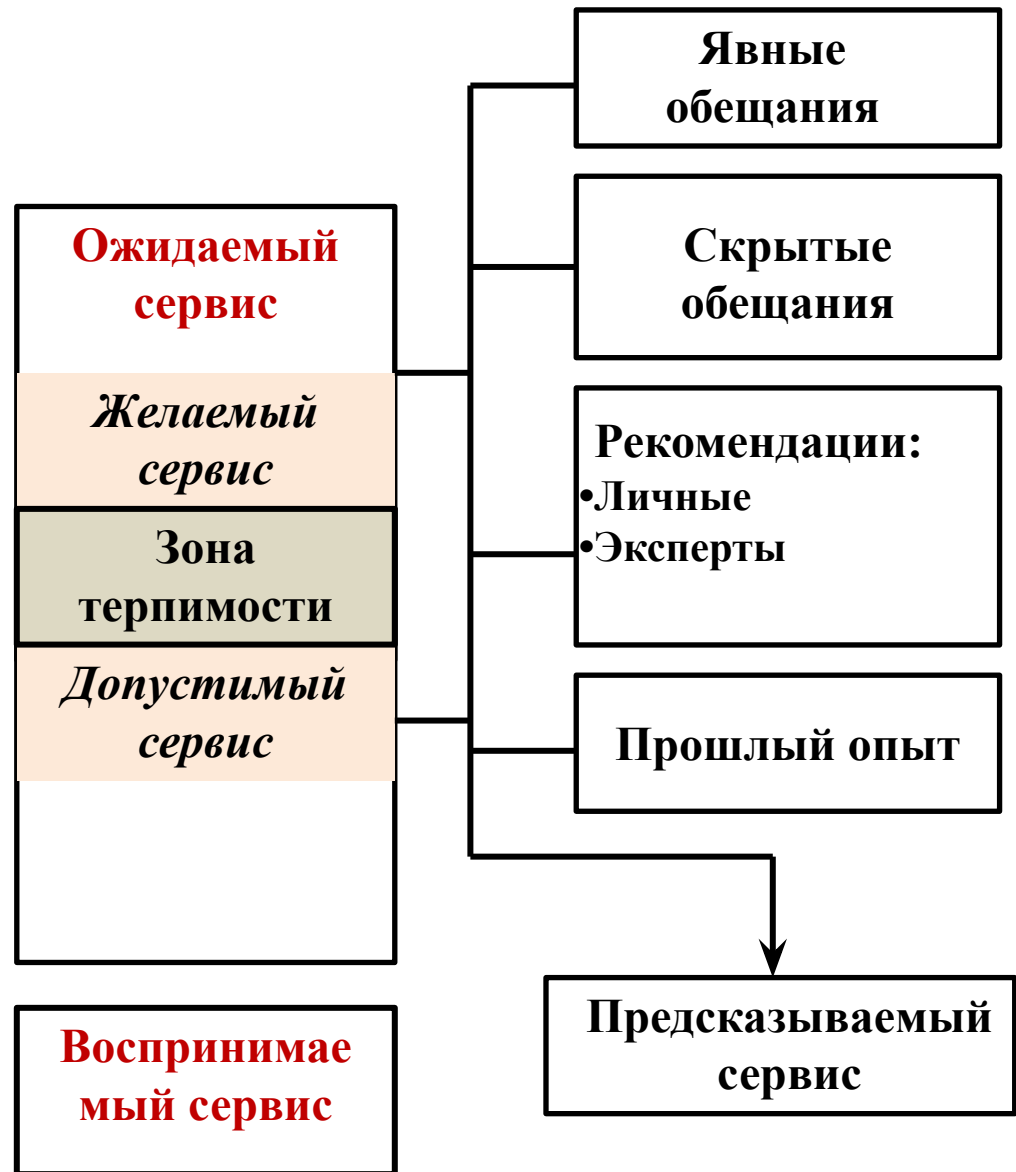 Явные
обещания
Скрытые
обещания
Ожидаемый
сервис
Желаемый
сервис
Рекомендации:
•Личные
•Эксперты
Зона
терпимости
Допустимый
сервис
Прошлый опыт
Предсказываемый
сервис
Воспринимае
мый сервис